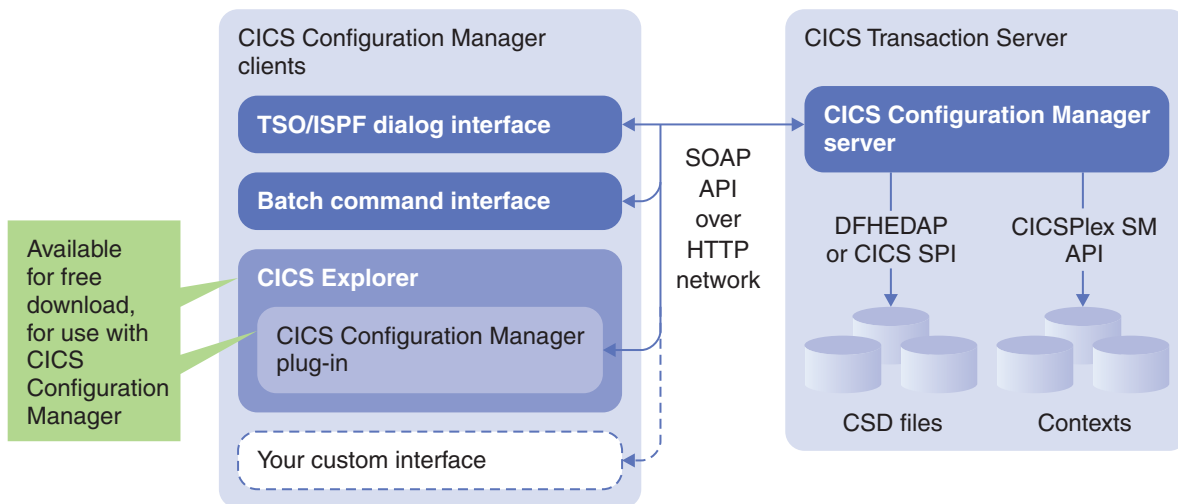 CICS Configuration Manager
clients
TSO/ISPF dialog interface
Batch command interface
CICS Explorer
CICS Configuration Manager
plug-in
Your custom interface
Available
for free
download,
for use with
CICS
Configuration
Manager
SOAP
API
over
HTTP
network
CICS Transaction Server
CICS Configuration Manager
server
DFHEDAP
or CICS SPI
CICSPlex SM
API
CSD files
Contexts